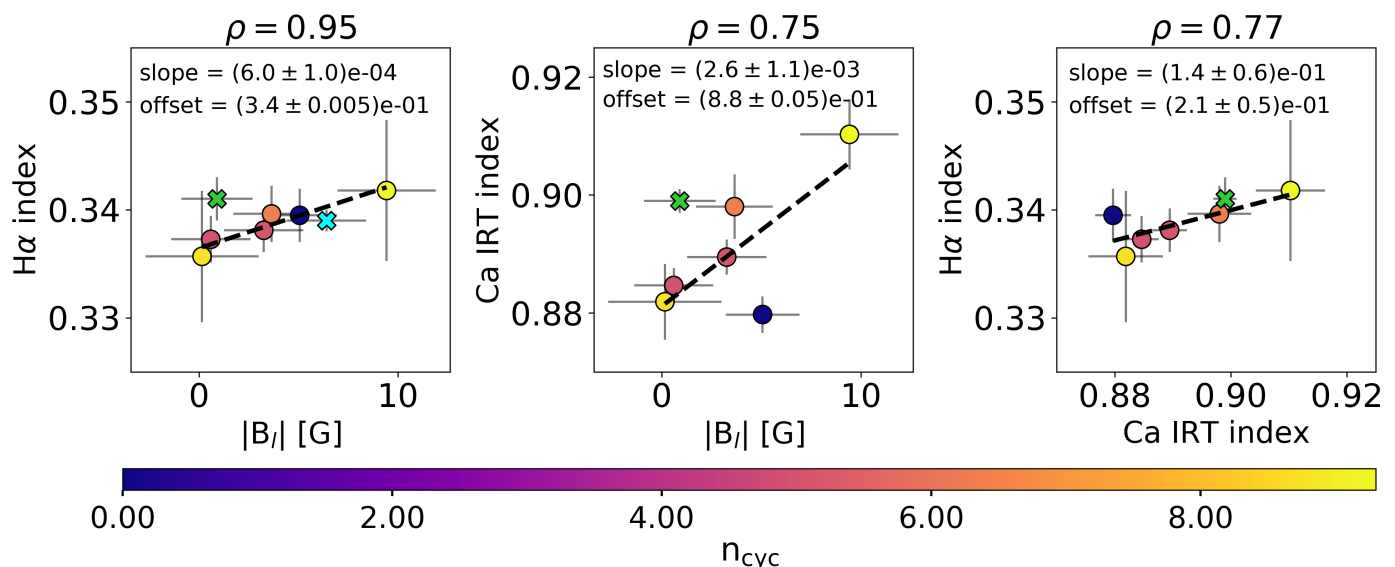 ρ = 0.95
slope = (6.0 ± 1.0)e-04
offset = (3.4 ± 0.005)e-01
Hα index
0.35
0.34
0.33
0
10
|Bₗ| [G]
ρ = 0.75
slope = (2.6 ± 1.1)e-03
offset = (8.8 ± 0.05)e-01
Ca IRT index
0.92
0.90
0.88
0
10
|Bₗ| [G]
ρ = 0.77
slope = (1.4 ± 0.6)e-01
offset = (2.1 ± 0.5)e-01
Hα index
0.35
0.34
0.33
0.88
0.90
0.92
Ca IRT index
0.00
2.00
4.00
6.00
8.00
n_cyc